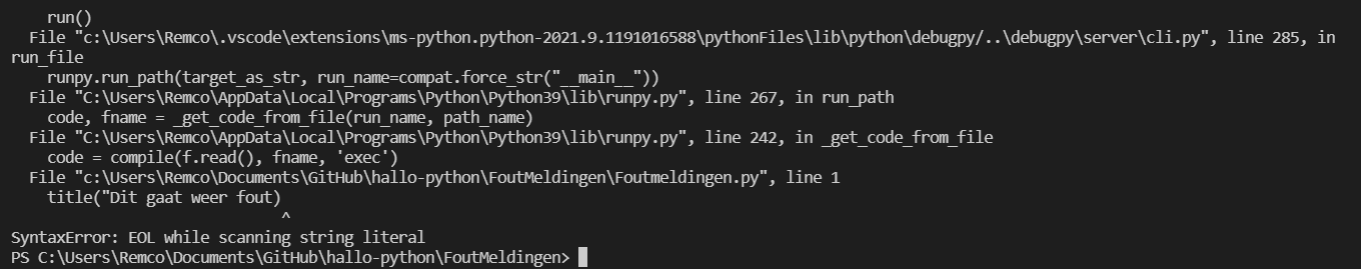 run()
File "c:\Users\Remco\.vscode\extensions\ms-python.python-2021.9.1191016588\pythonFiles\lib\python\debugpy/..\debugpy\server\cli.py", line 285, in
run_file
runpy.run_path(target_as_str, run_name=compat.force_str("__main__"))
File "C:\Users\Remco\AppData\Local\Programs\Python\Python39\lib\runpy.py", line 267, in run_path
code, fname = _get_code_from_file(run_name, path_name)
File "C:\Users\Remco\AppData\Local\Programs\Python\Python39\lib\runpy.py", line 242, in _get_code_from_file
code = compile(f.read(), fname, 'exec')
File "c:\Users\Remco\Documents\GitHub\hallo-python\FoutMeldingen\Foutmeldingen.py", line 1
title("Dit gaat weer fout)
^
SyntaxError: EOL while scanning string literal
PS C:\Users\Remco\Documents\GitHub\hallo-python\FoutMeldingen>